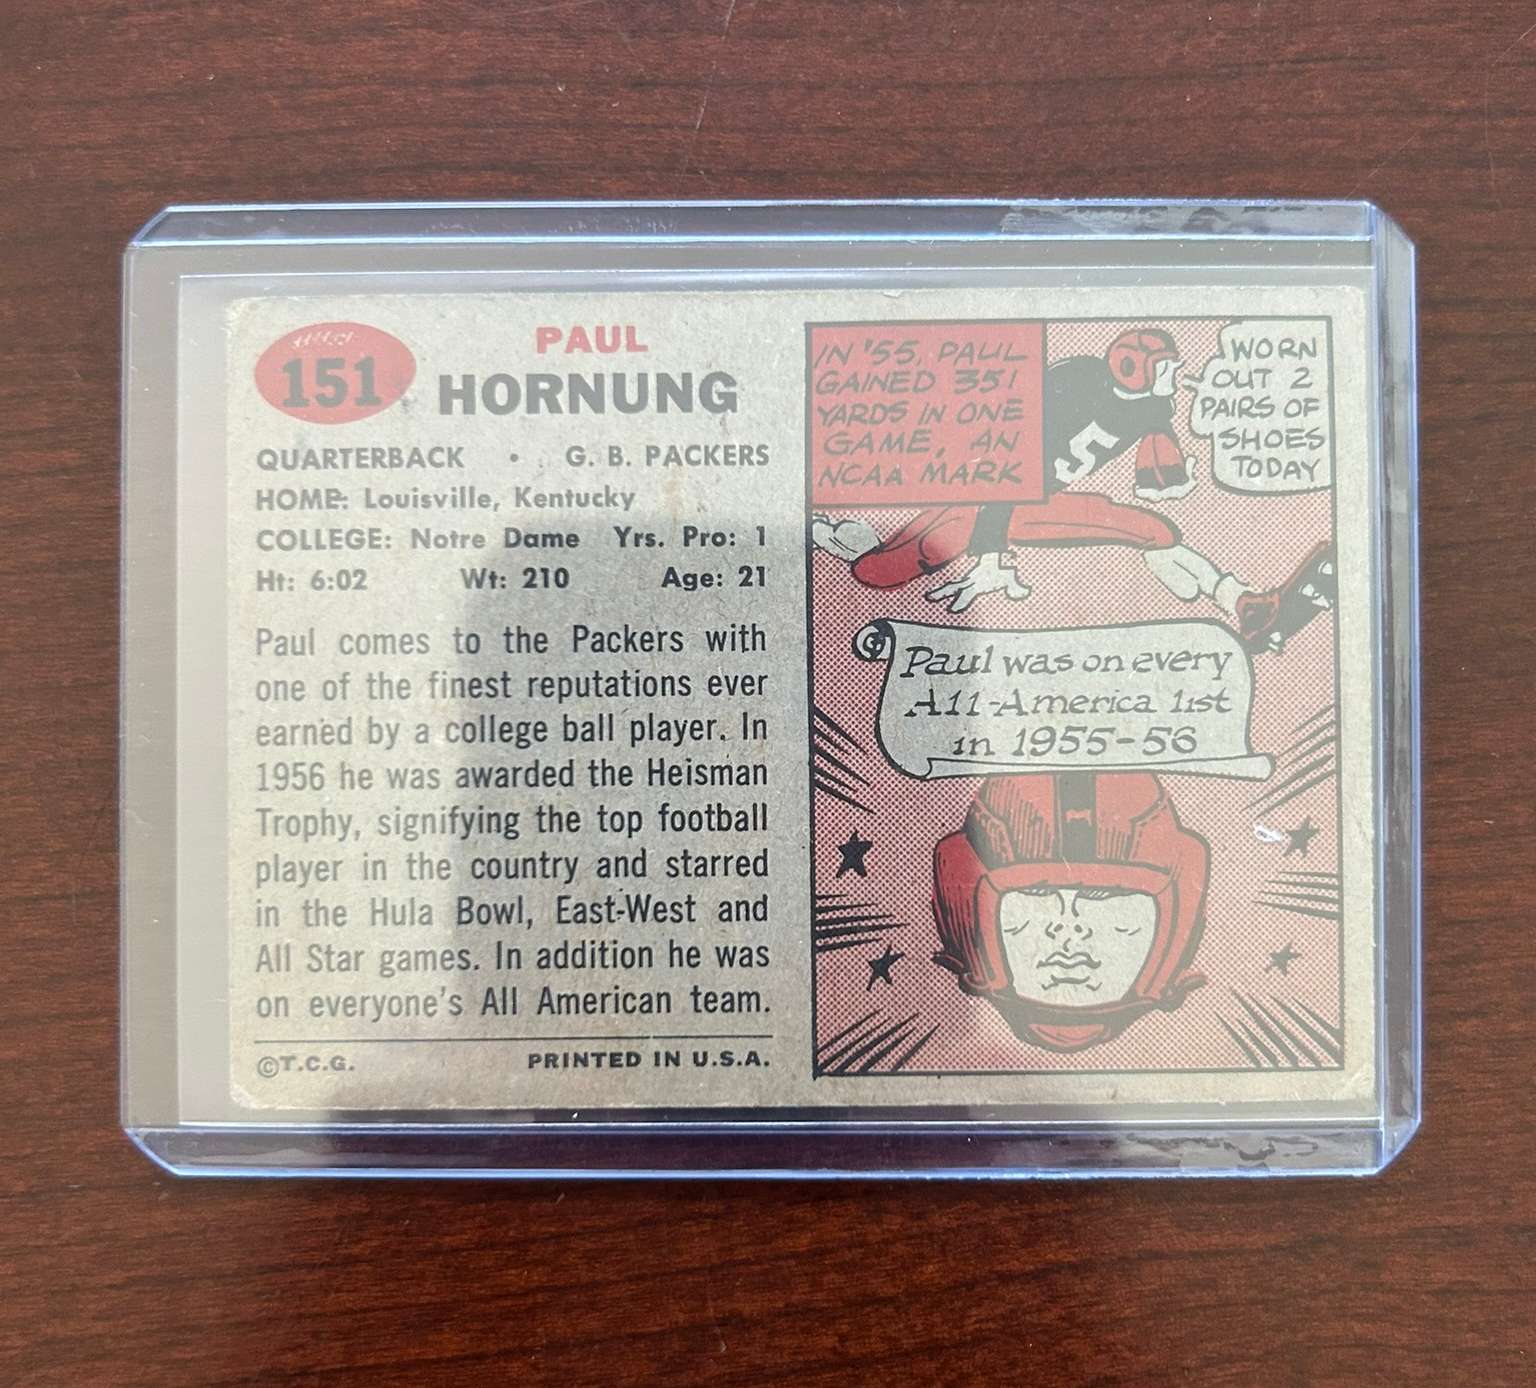 151
PAUL
HORNUNG
QUARTERBACK • G. B. PACKERS
HOME: Louisville, Kentucky
COLLEGE: Notre Dame Yrs. Pro: 1
Ht: 6:02 Wt: 210 Age: 21
Paul comes to the Packers with
one of the finest reputations ever
earned by a college ball player. In
1956 he was awarded the Heisman
Trophy, signifying the top football
player in the country and starred
in the Hula Bowl, East-West and
All Star games. In addition he was
on everyone's All American team.
©T.C.G. PRINTED IN U.S.A.
IN '55, PAUL
GAINED 351
YARDS IN ONE
GAME, AN
NCAA MARK
5
WORN
OUT 2
PAIRS OF
SHOES
TODAY
Paul was on every
All-America list
in 1955-56